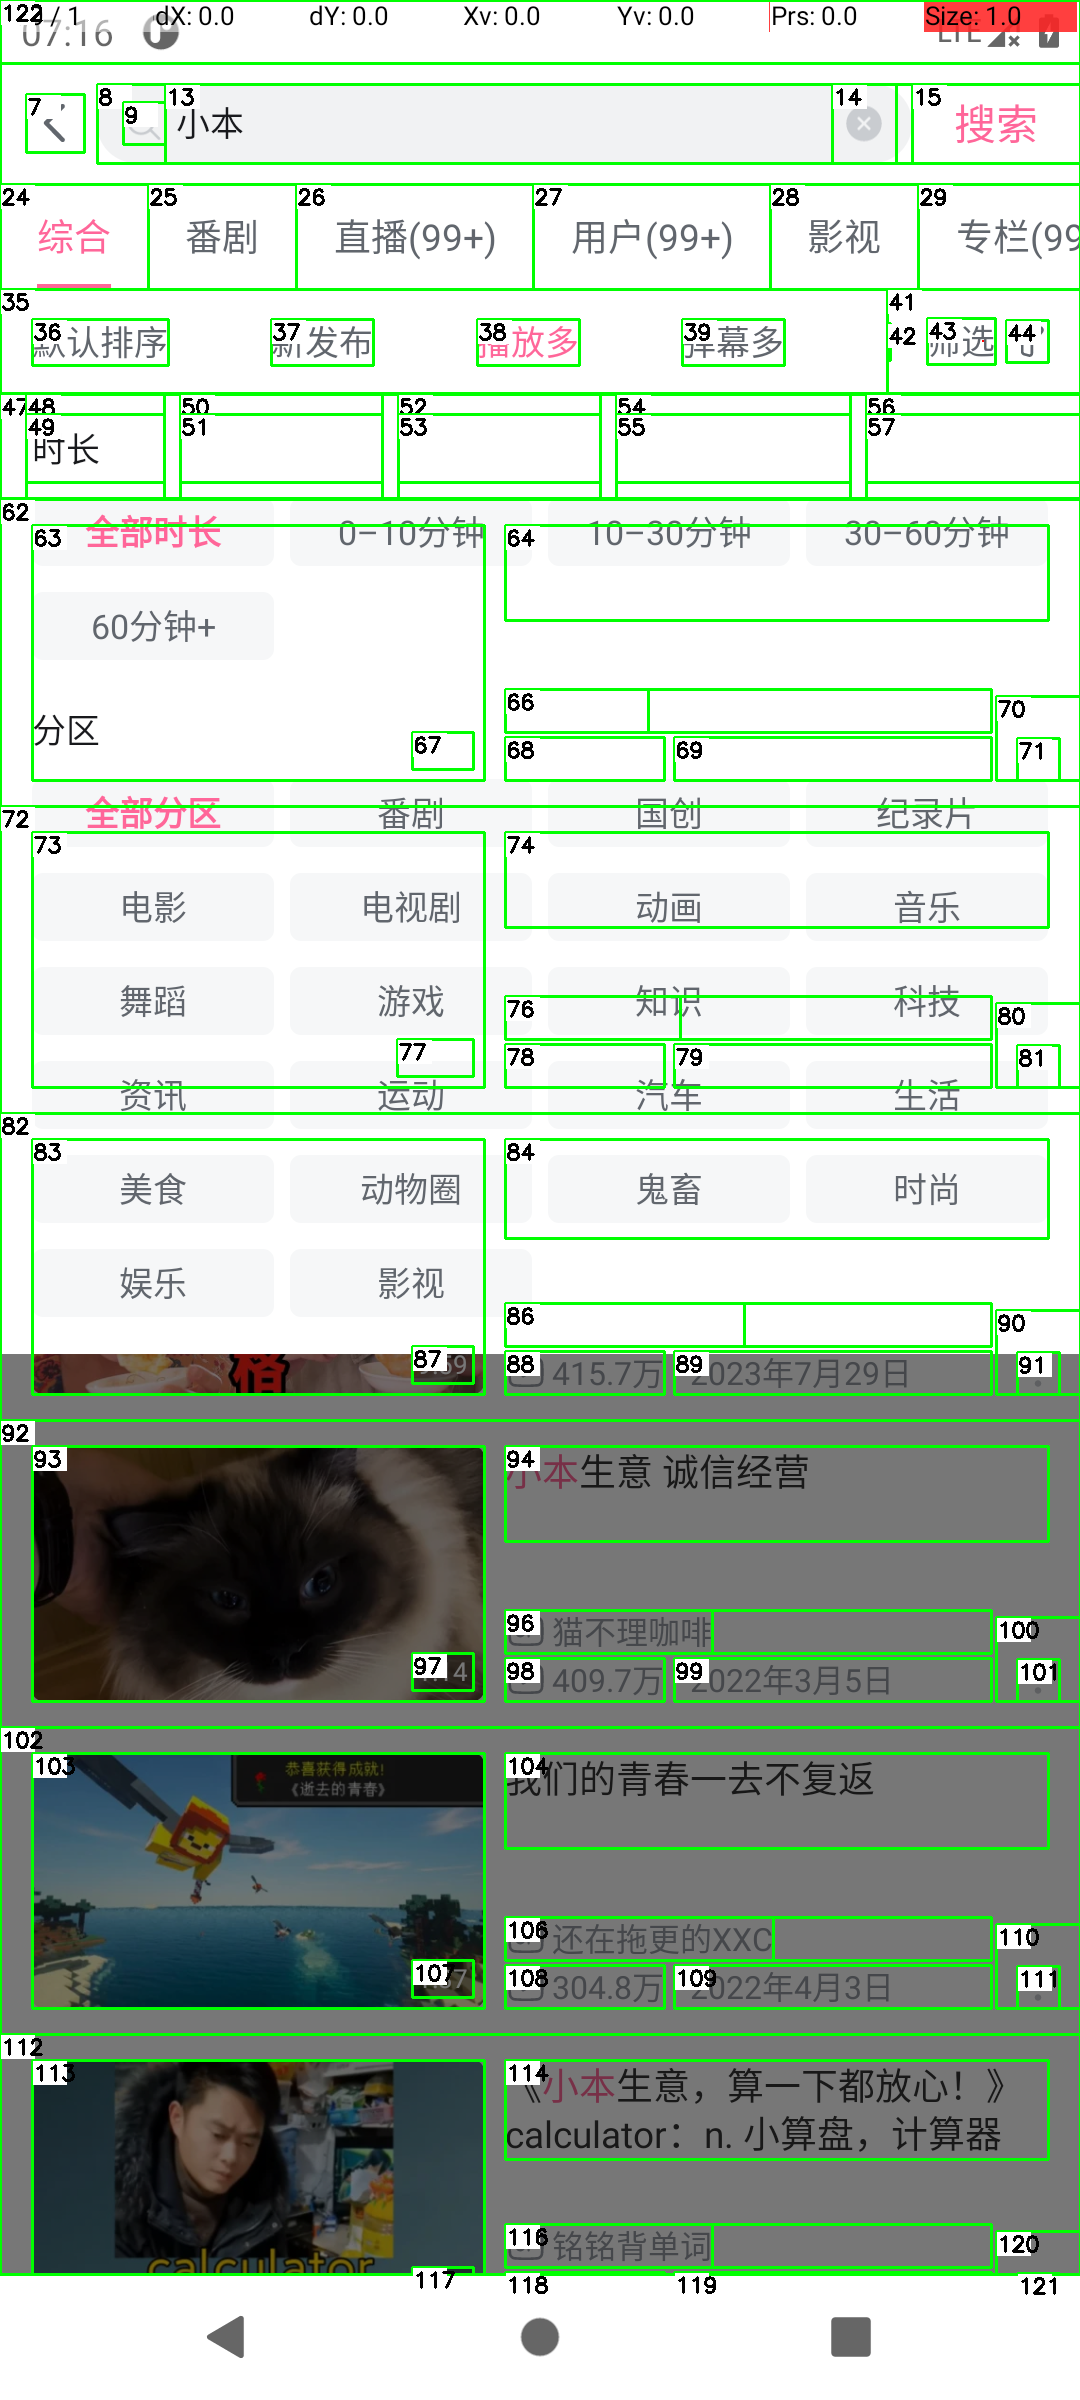 122 / 1 dX: 0.0 dY: 0.0 Xv: 0.0 Yv: 0.0 Prs: 0.0 Size: 1.0
07:16 LTE
7 8 9 13 小本 14 15 搜索
24 综合 25 番剧 26 直播(99+) 27 用户(99+) 28 影视 29 专栏(99
35 36 默认排序 37 新发布 38 播放多 39 弹幕多 41 42 43 筛选 44
47 48 50 52 54 56
49 时长 51 53 55 57
62
63 全部时长 0-10分钟 64 10-30分钟 30-60分钟
60分钟+
66 70
分区 67 68 69 71
72 全部分区 番剧 国创 纪录片
73 74
电影 电视剧 动画 音乐
舞蹈 游戏 76 知识 科技 80
77 78 79 81
资讯 运动 汽车 生活
82
83 84
美食 动物圈 鬼畜 时尚
娱乐 影视
86 90
格 87 88 415.7万 89 2023年7月29日 91
92
93 94 小本生意 诚信经营
96 猫不理咖啡 100
97 98 409.7万 99 2022年3月5日 101
102
103 恭喜获得成就! 104 我们的青春一去不复返
《逝去的青春》
106 还在拖更的XXC 110
107 108 304.8万 109 2022年4月3日 111
112
113 114 《小本生意，算一下都放心！》
calculator：n. 小算盘，计算器
116 铭铭背单词 120
calculator
117 118 119 121